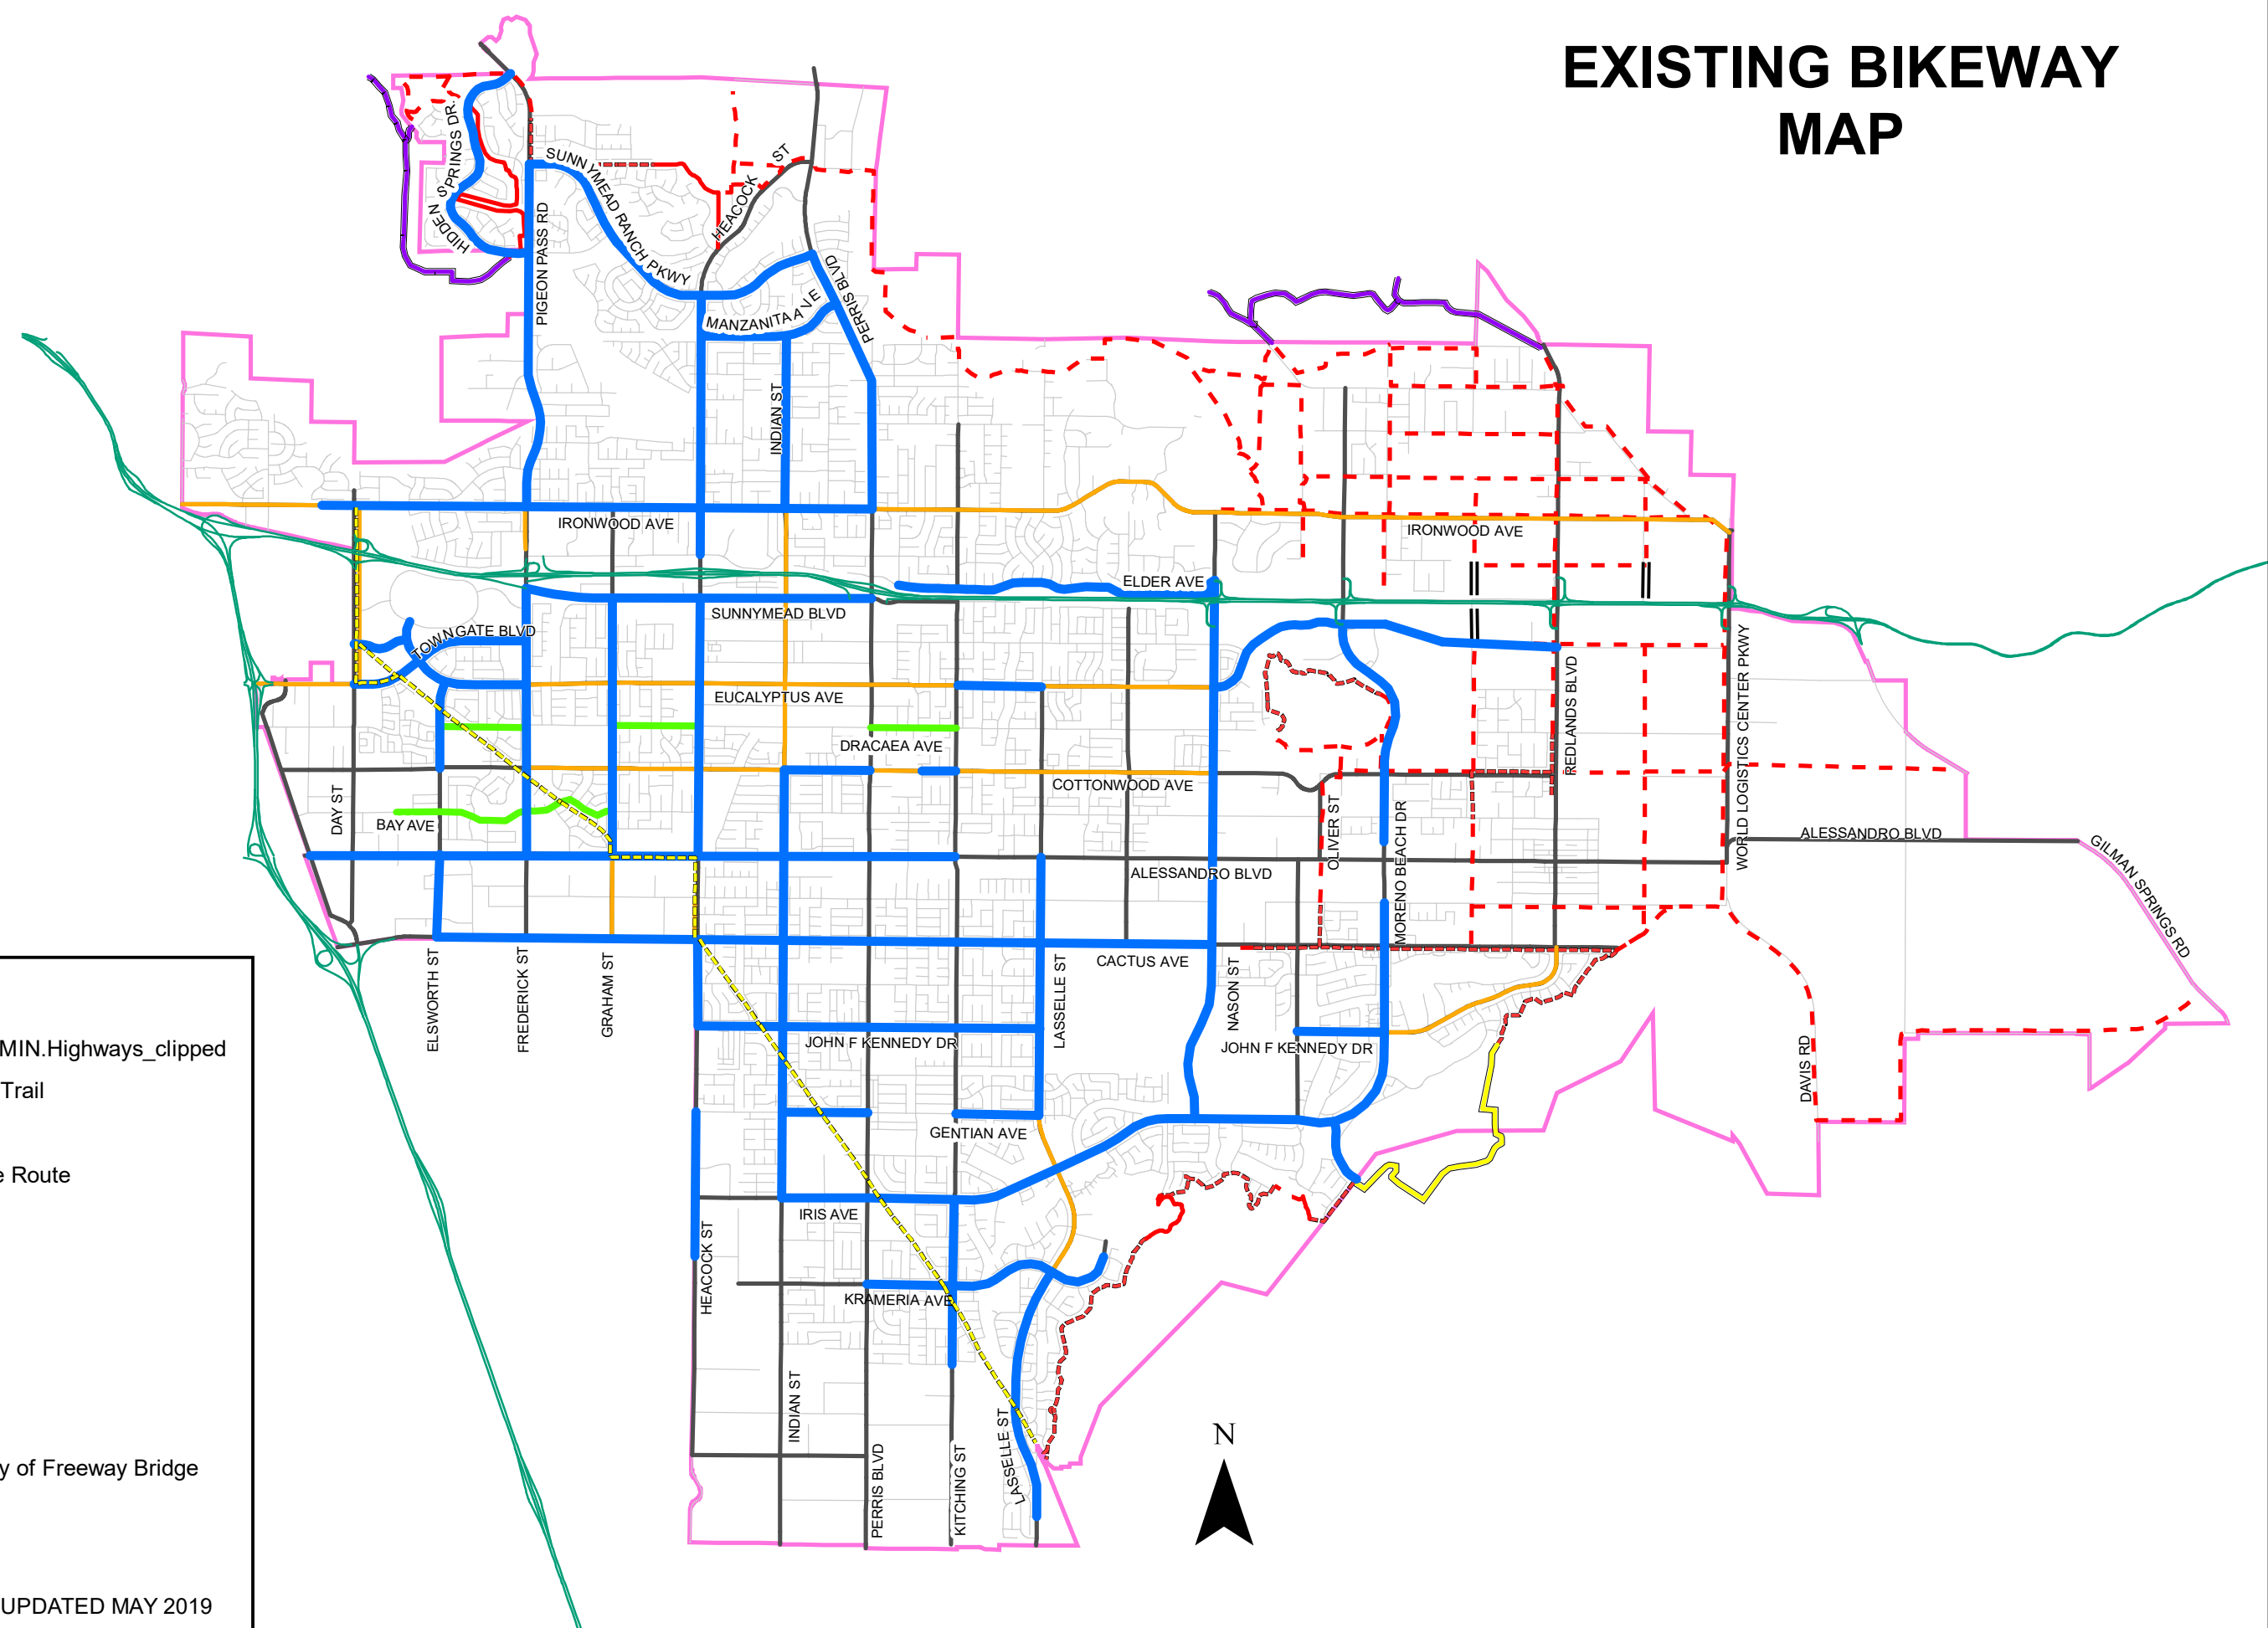 EXISTING BIKEWAY
MAP
HIDDEN SPRINGS DR.
SUNNYMEAD RANCH PKWY
PIGEON PASS RD
HEACOCK ST
PERRIS BLVD
MANZANITA AVE
INDIAN ST
IRONWOOD AVE
IRONWOOD AVE
ELDER AVE
SUNNYMEAD BLVD
TOWNGATE BLVD
EUCALYPTUS AVE
DRACAEA AVE
COTTONWOOD AVE
REDLANDS BLVD
WORLD LOGISTICS CENTER PKWY
DAY ST
BAY AVE
OLIVER ST
MORENO BEACH DR
ALESSANDRO BLVD
ALESSANDRO BLVD
GILMAN SPRINGS RD
CACTUS AVE
ELSWORTH ST
FREDERICK ST
GRAHAM ST
LASSELLE ST
NASON ST
JOHN F KENNEDY DR
JOHN F KENNEDY DR
DAVIS RD
GENTIAN AVE
IRIS AVE
HEACOCK ST
KRAMERIA AVE
INDIAN ST
PERRIS BLVD
KITCHING ST
LASSELLE ST
N
MIN.Highways_clipped
Trail
e Route
y of Freeway Bridge
UPDATED MAY 2019